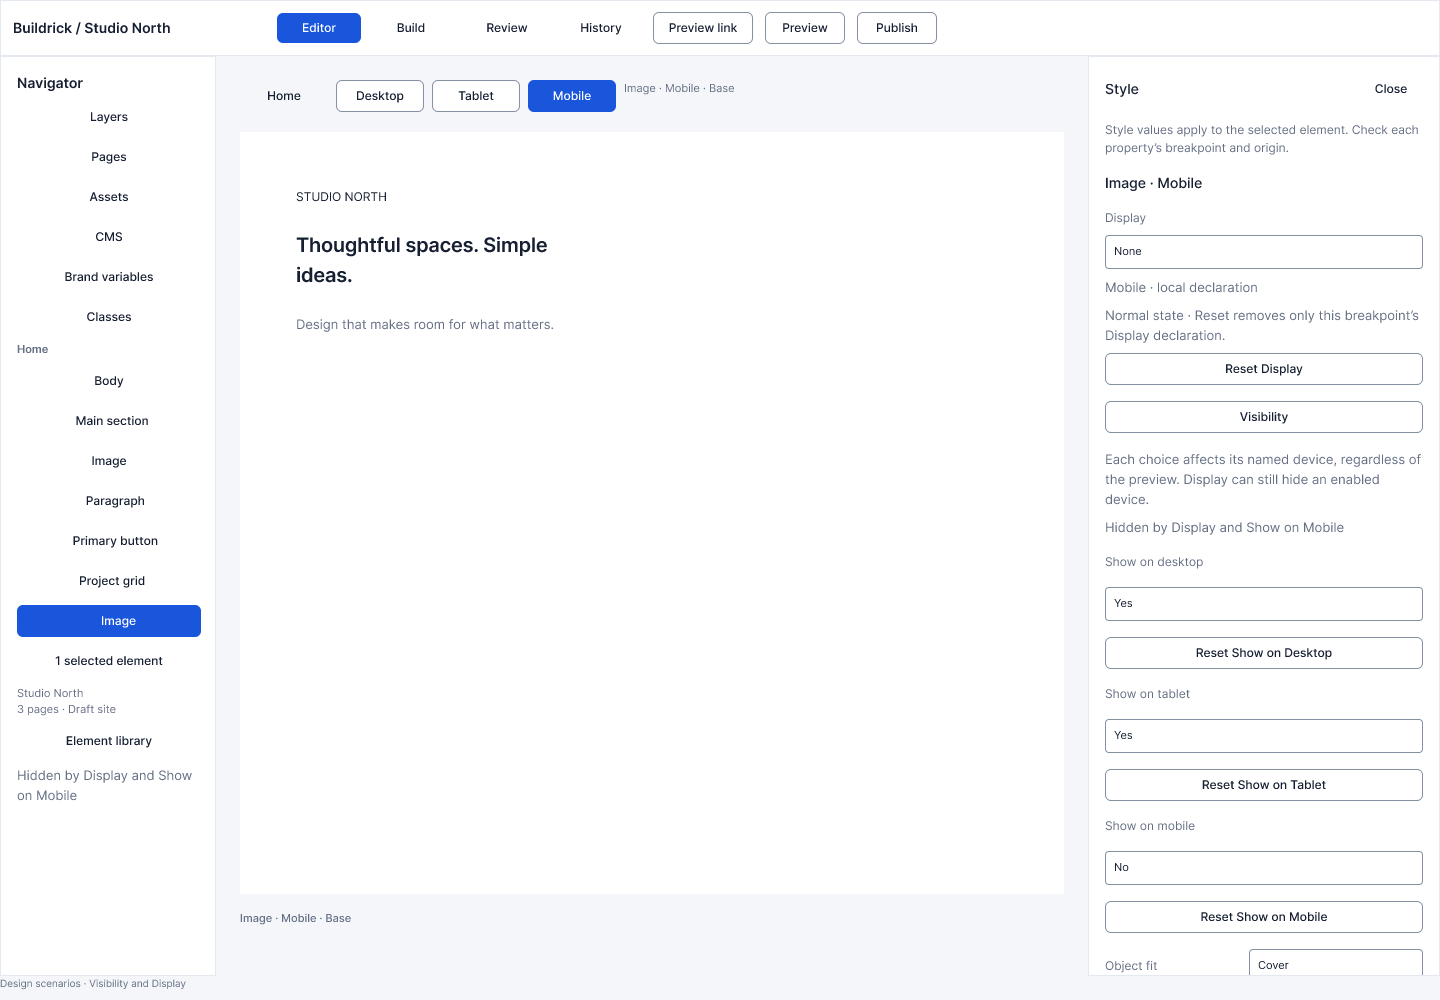 Buildrick / Studio North
Editor
Build
Review
History
Preview link
Preview
Publish
Navigator
Layers
Pages
Assets
CMS
Brand variables
Classes
Home
Body
Main section
Image
Paragraph
Primary button
Project grid
Image
1 selected element
Studio North
3 pages · Draft site
Element library
Hidden by Display and Show
on Mobile
Home
Desktop
Tablet
Mobile
Image · Mobile · Base
STUDIO NORTH
Thoughtful spaces. Simple
ideas.
Design that makes room for what matters.
Image · Mobile · Base
Style
Close
Style values apply to the selected element. Check each
property’s breakpoint and origin.
Image · Mobile
Display
None
Mobile · local declaration
Normal state · Reset removes only this breakpoint’s
Display declaration.
Reset Display
Visibility
Each choice affects its named device, regardless of
the preview. Display can still hide an enabled
device.
Hidden by Display and Show on Mobile
Show on desktop
Yes
Reset Show on Desktop
Show on tablet
Yes
Reset Show on Tablet
Show on mobile
No
Reset Show on Mobile
Object fit
Cover
Design scenarios · Visibility and Display